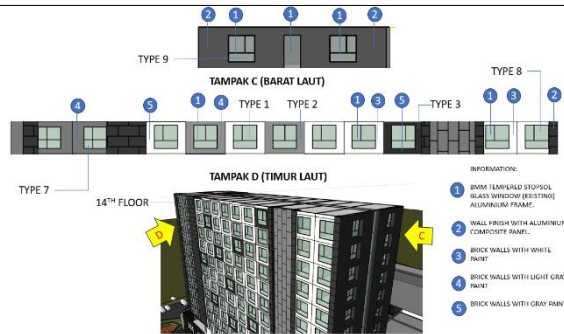 2 1 1 1 2
TYPE 9
TAMPAK C (BARAT LAUT)
TYPE 8
4 5 1 4 TYPE 1 TYPE 2 1 3 5 TYPE 3 1 3 2
TYPE 7
TAMPAK D (TIMUR LAUT)
14TH FLOOR
D
C
INFORMATION:
1 8MM TEMPERED STOPSOL
GLASS WINDOW (EXISTING)
ALUMINIUM FRAME.
2 WALL FINISH WITH ALUMINIUM
COMPOSITE PANEL.
3 BRICK WALLS WITH WHITE
PAINT
4 BRICK WALLS WITH LIGHT GRAY
PAINT
5 BRICK WALLS WITH GRAY PAINT